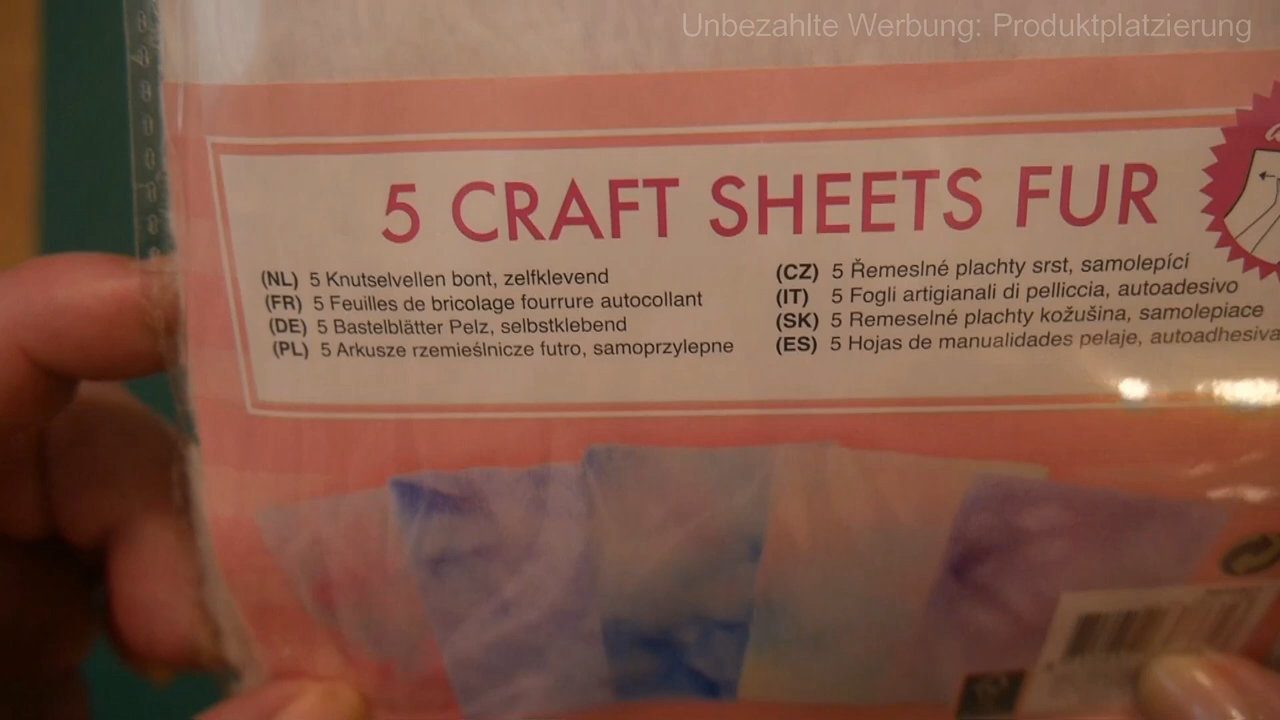 Unbezahlte Werbung: Produktplatzierung
5 CRAFT SHEETS FUR
(NL) 5 Knutselvellen bont, zelfklevend
(FR) 5 Feuilles de bricolage fourrure autocollant
(DE) 5 Bastelblätter Pelz, selbstklebend
(PL) 5 Arkusze rzemieślnicze futro, samoprzylepne
(CZ) 5 Řemeslné plachty srst, samolepící
(IT) 5 Fogli artigianali di pelliccia, autoadesivo
(SK) 5 Remeselné plachty kožušina, samolepiace
(ES) 5 Hojas de manualidades pelaje, autoadhesiva